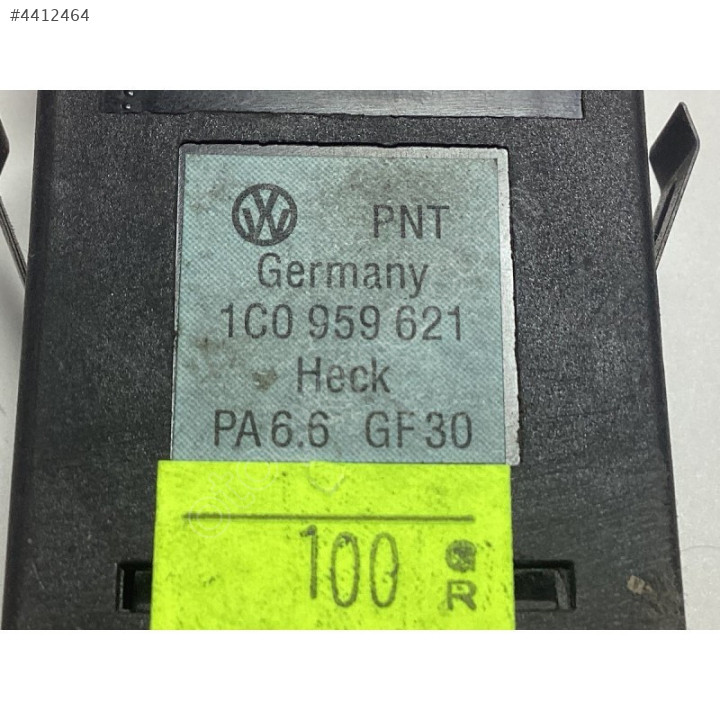 #4412464
PNT
Germany
1C0 959 621
Heck
PA6.6 GF30
100
R